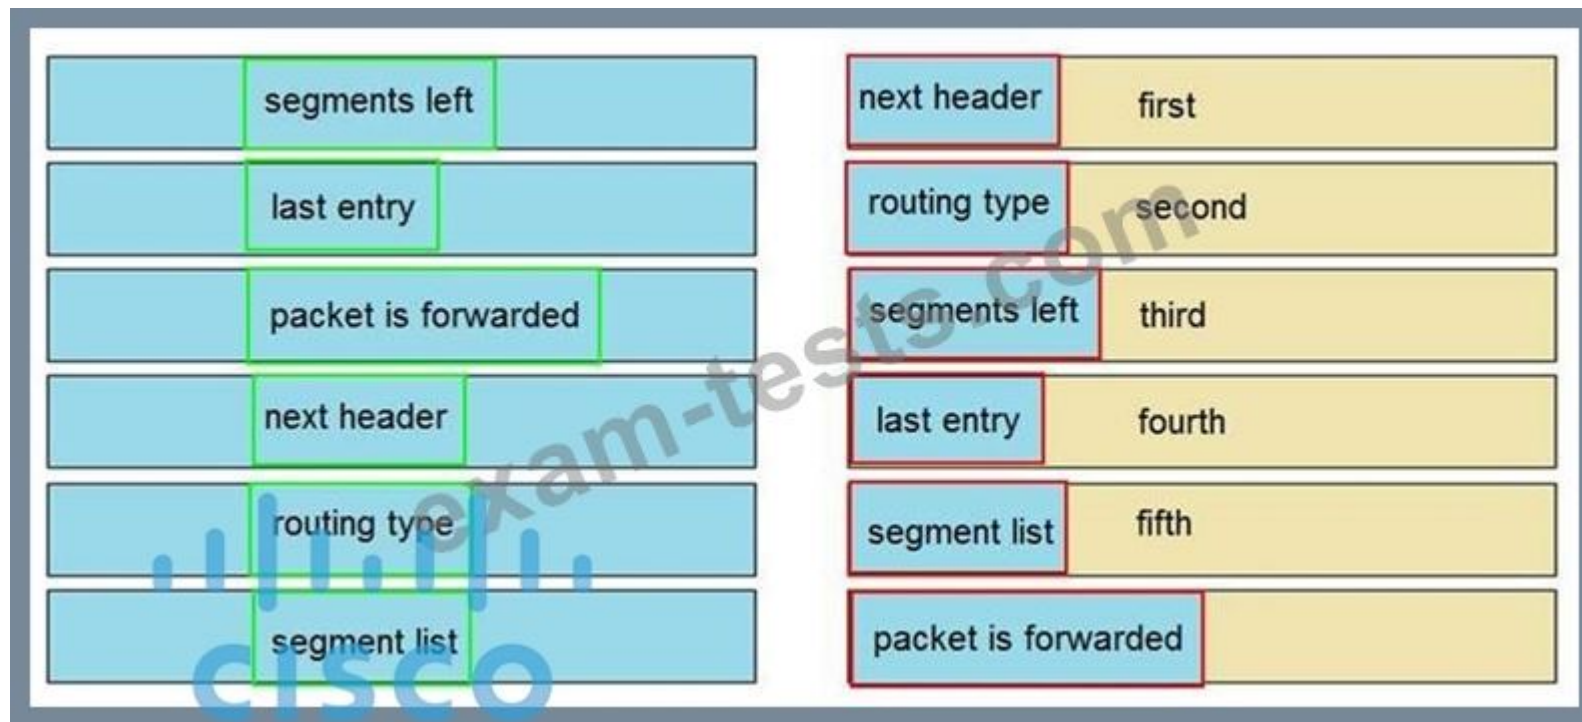 segments left
last entry
packet is forwarded
next header
routing type
segment list
CISCO
next header first
routing type second
segments left third
last entry fourth
segment list fifth
packet is forwarded
exam-tests.com